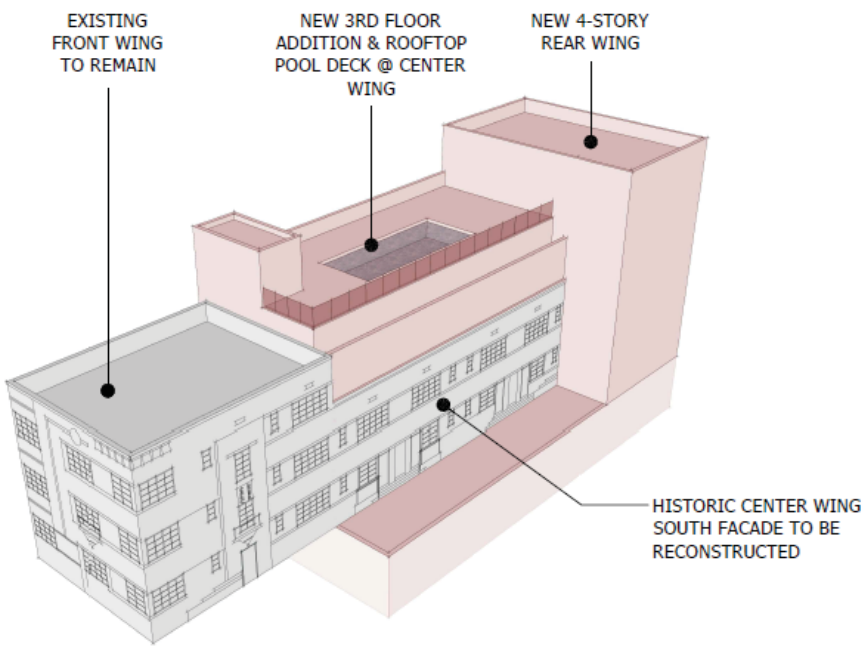 EXISTING
FRONT WING
TO REMAIN
NEW 3RD FLOOR
ADDITION & ROOFTOP
POOL DECK @ CENTER
WING
NEW 4-STORY
REAR WING
HISTORIC CENTER WING
SOUTH FACADE TO BE
RECONSTRUCTED